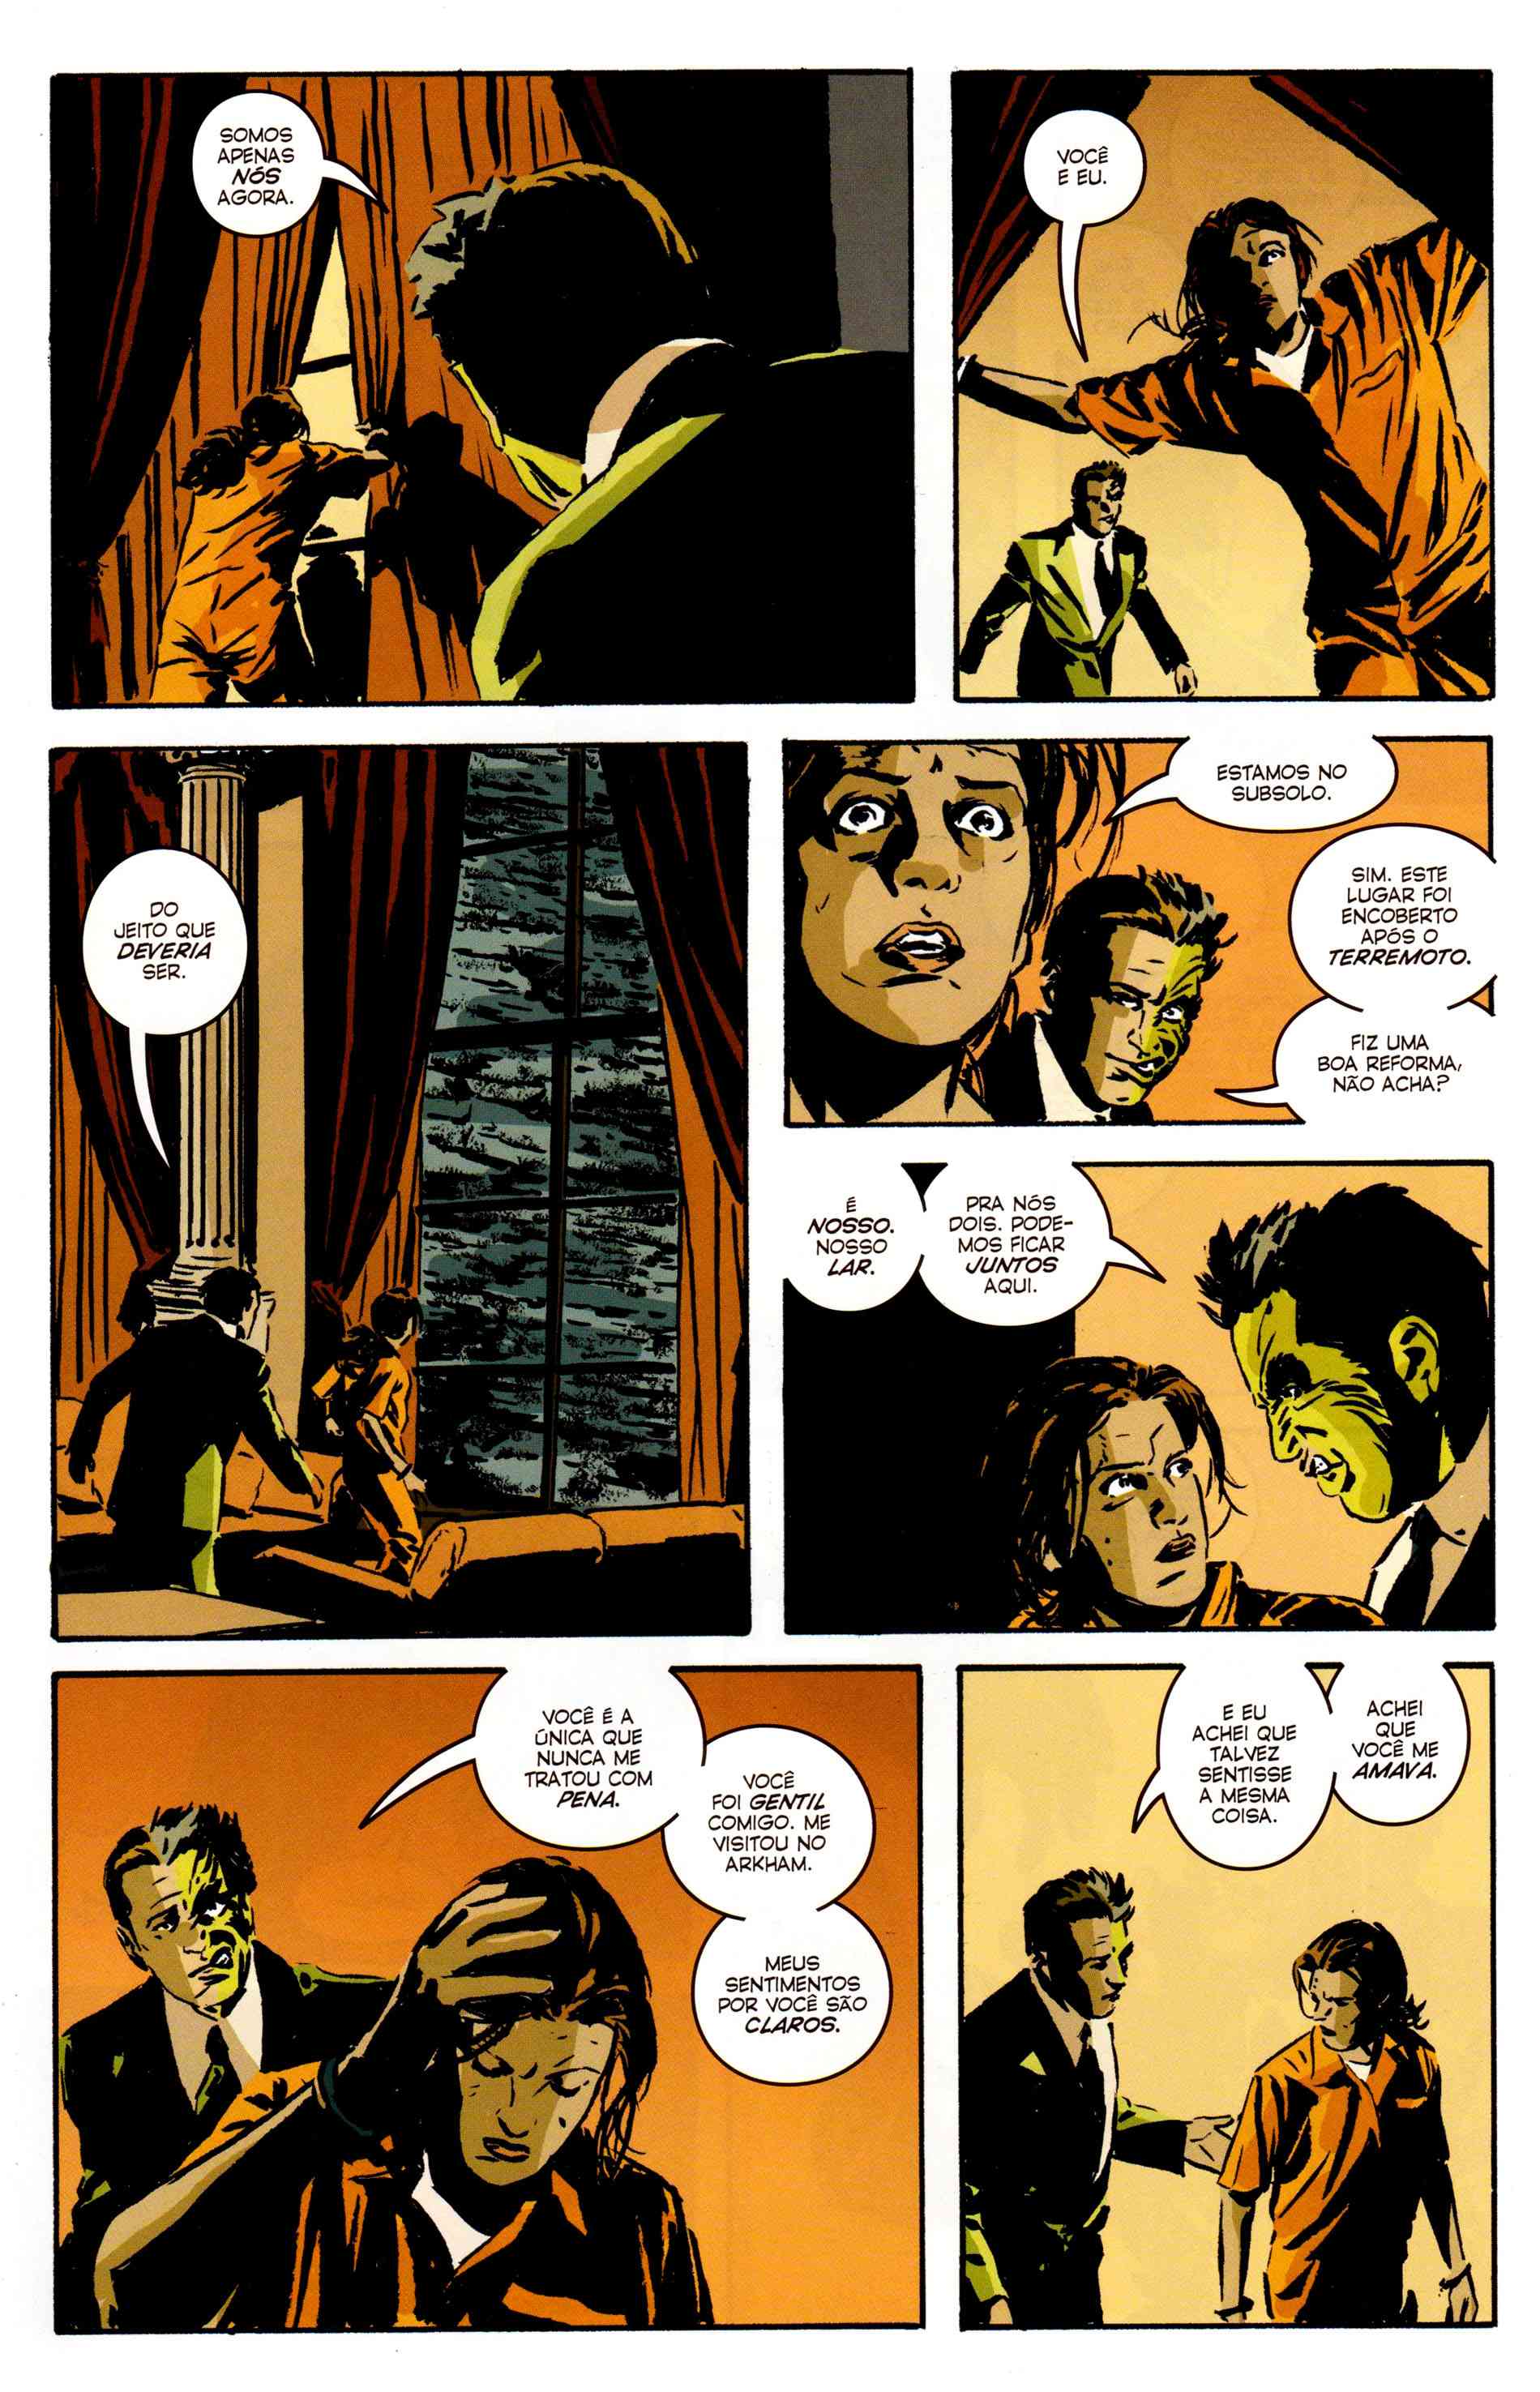 SOMOS
APENAS
NÓS
AGORA.
VOCÊ
E EU.
DO
JEITO QUE
DEVERIA
SER.
ESTAMOS NO
SUBSOLO.
SIM. ESTE
LUGAR FOI
ENCOBERTO
APÓS O
TERREMOTO.
FIZ UMA
BOA REFORMA,
NÃO ACHA?
É
NOSSO.
NOSSO
LAR.
PRA NÓS
DOIS. PODE-
MOS FICAR
JUNTOS
AQUI.
VOCÊ É A
ÚNICA QUE
NUNCA ME
TRATOU COM
PENA.
VOCÊ
FOI GENTIL
COMIGO. ME
VISITOU NO
ARKHAM.
MEUS
SENTIMENTOS
POR VOCÊ SÃO
CLAROS.
E EU
ACHEI QUE
TALVEZ
SENTISSE
A MESMA
COISA.
ACHEI
QUE
VOCÊ ME
AMAVA.